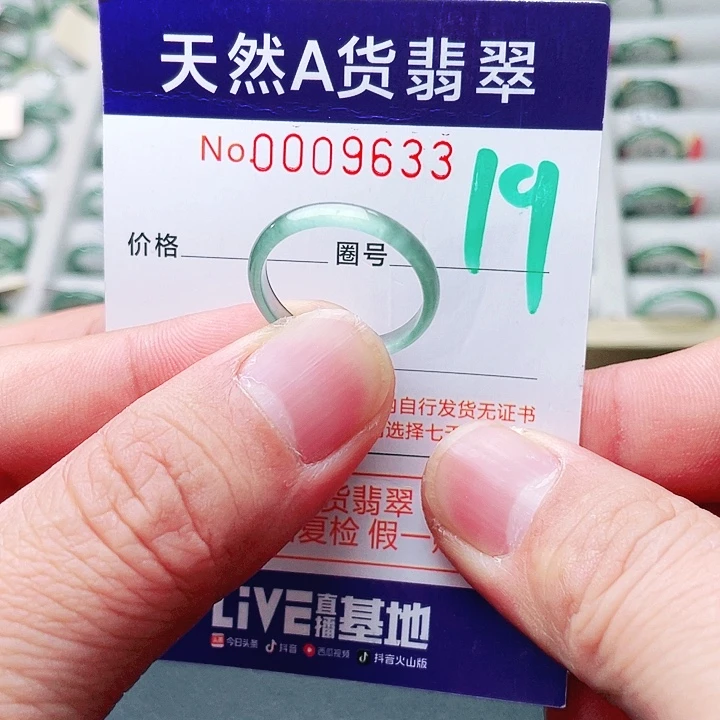 天然A货翡翠
No.0009633
19
价格 圈号
自行发货无证书
选择七天
货翡翠
复检 假一
LiVE直播基地
今日头条 抖音 西瓜视频 抖音火山版